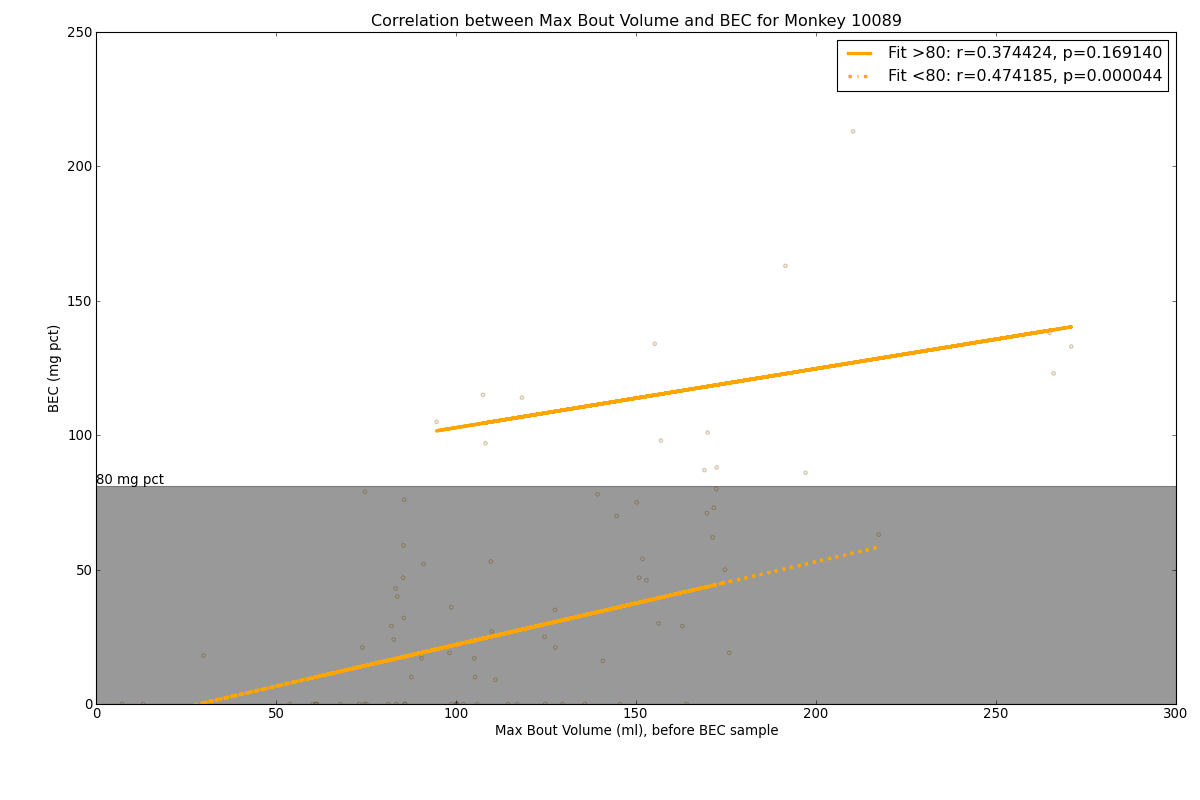 Correlation between Max Bout Volume and BEC for Monkey 10089
Fit >80: r=0.374424, p=0.169140
Fit <80: r=0.474185, p=0.000044
250
200
150
100
50
0
BEC (mg pct)
80 mg pct
0
50
100
150
200
250
300
Max Bout Volume (ml), before BEC sample